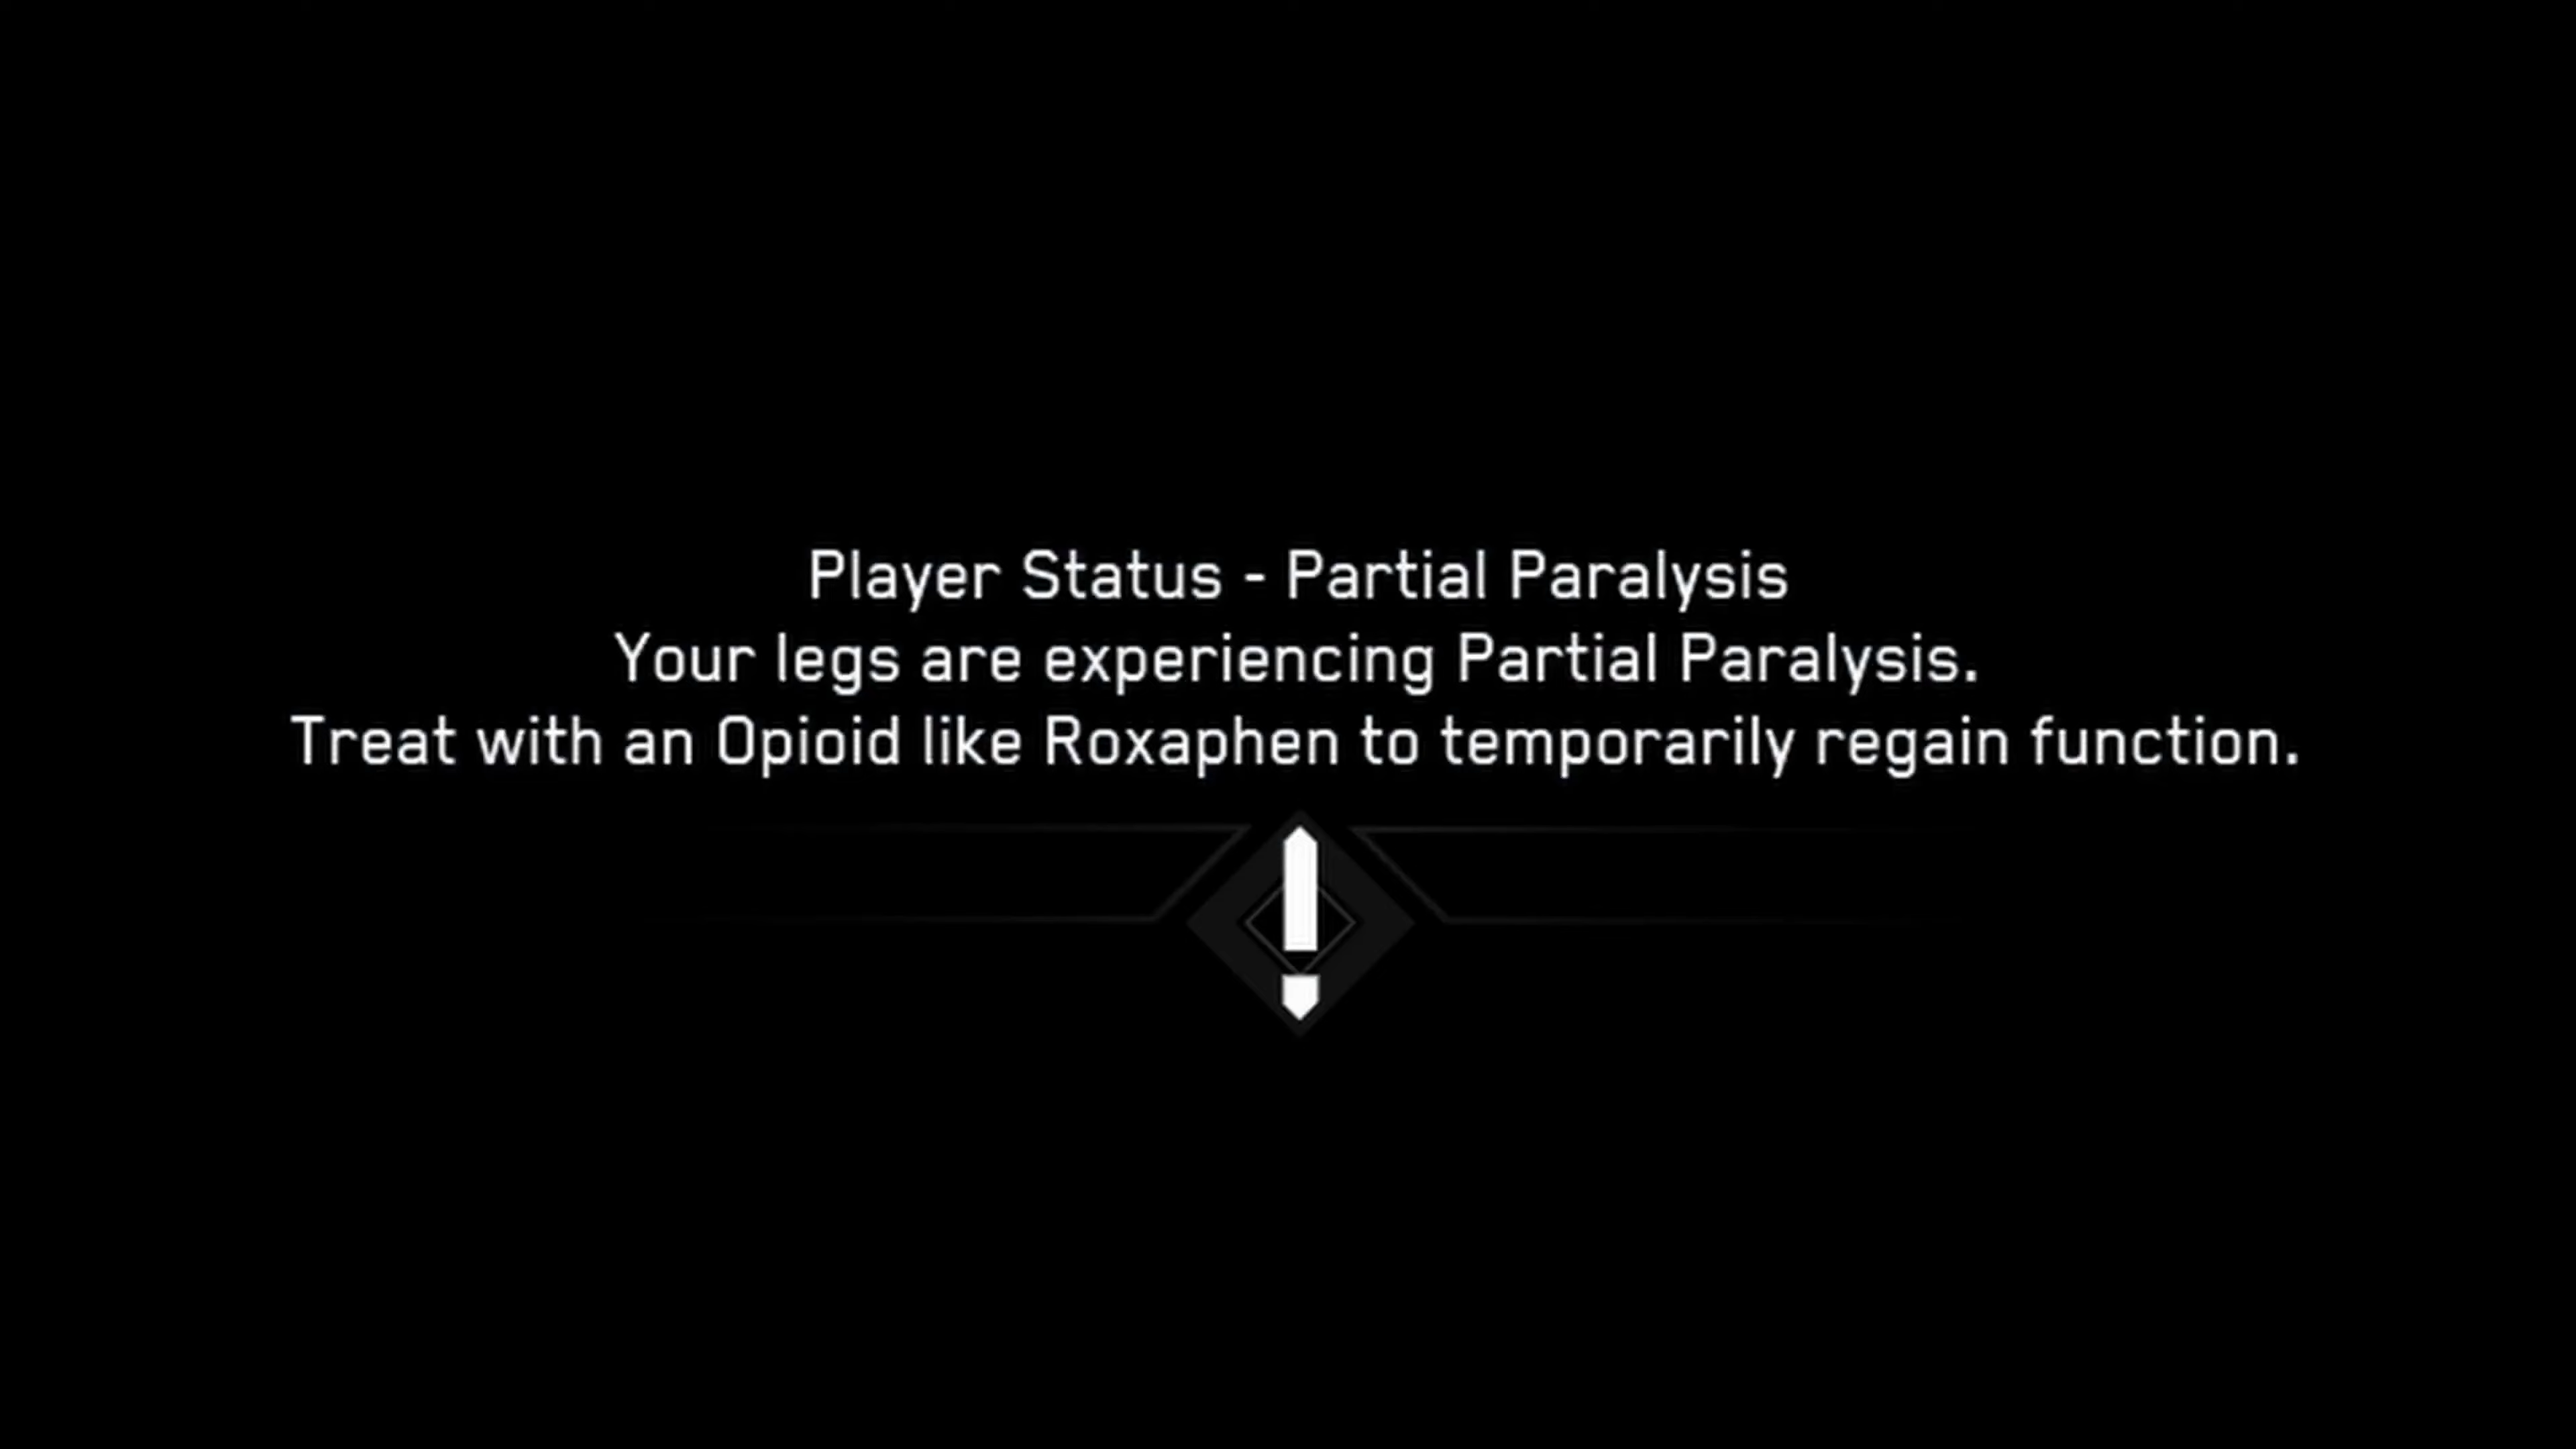 Player Status - Partial Paralysis
Your legs are experiencing Partial Paralysis.
Treat with an Opioid like Roxaphen to temporarily regain function.